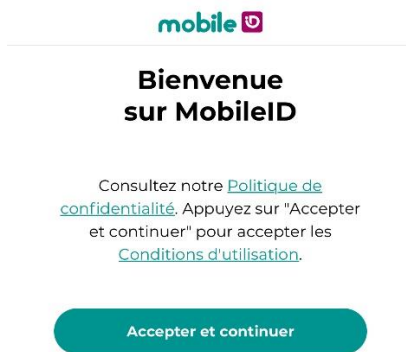 mobile iD
Bienvenue
sur MobileID
Consultez notre Politique de
confidentialité. Appuyez sur "Accepter
et continuer" pour accepter les
Conditions d'utilisation.
Accepter et continuer